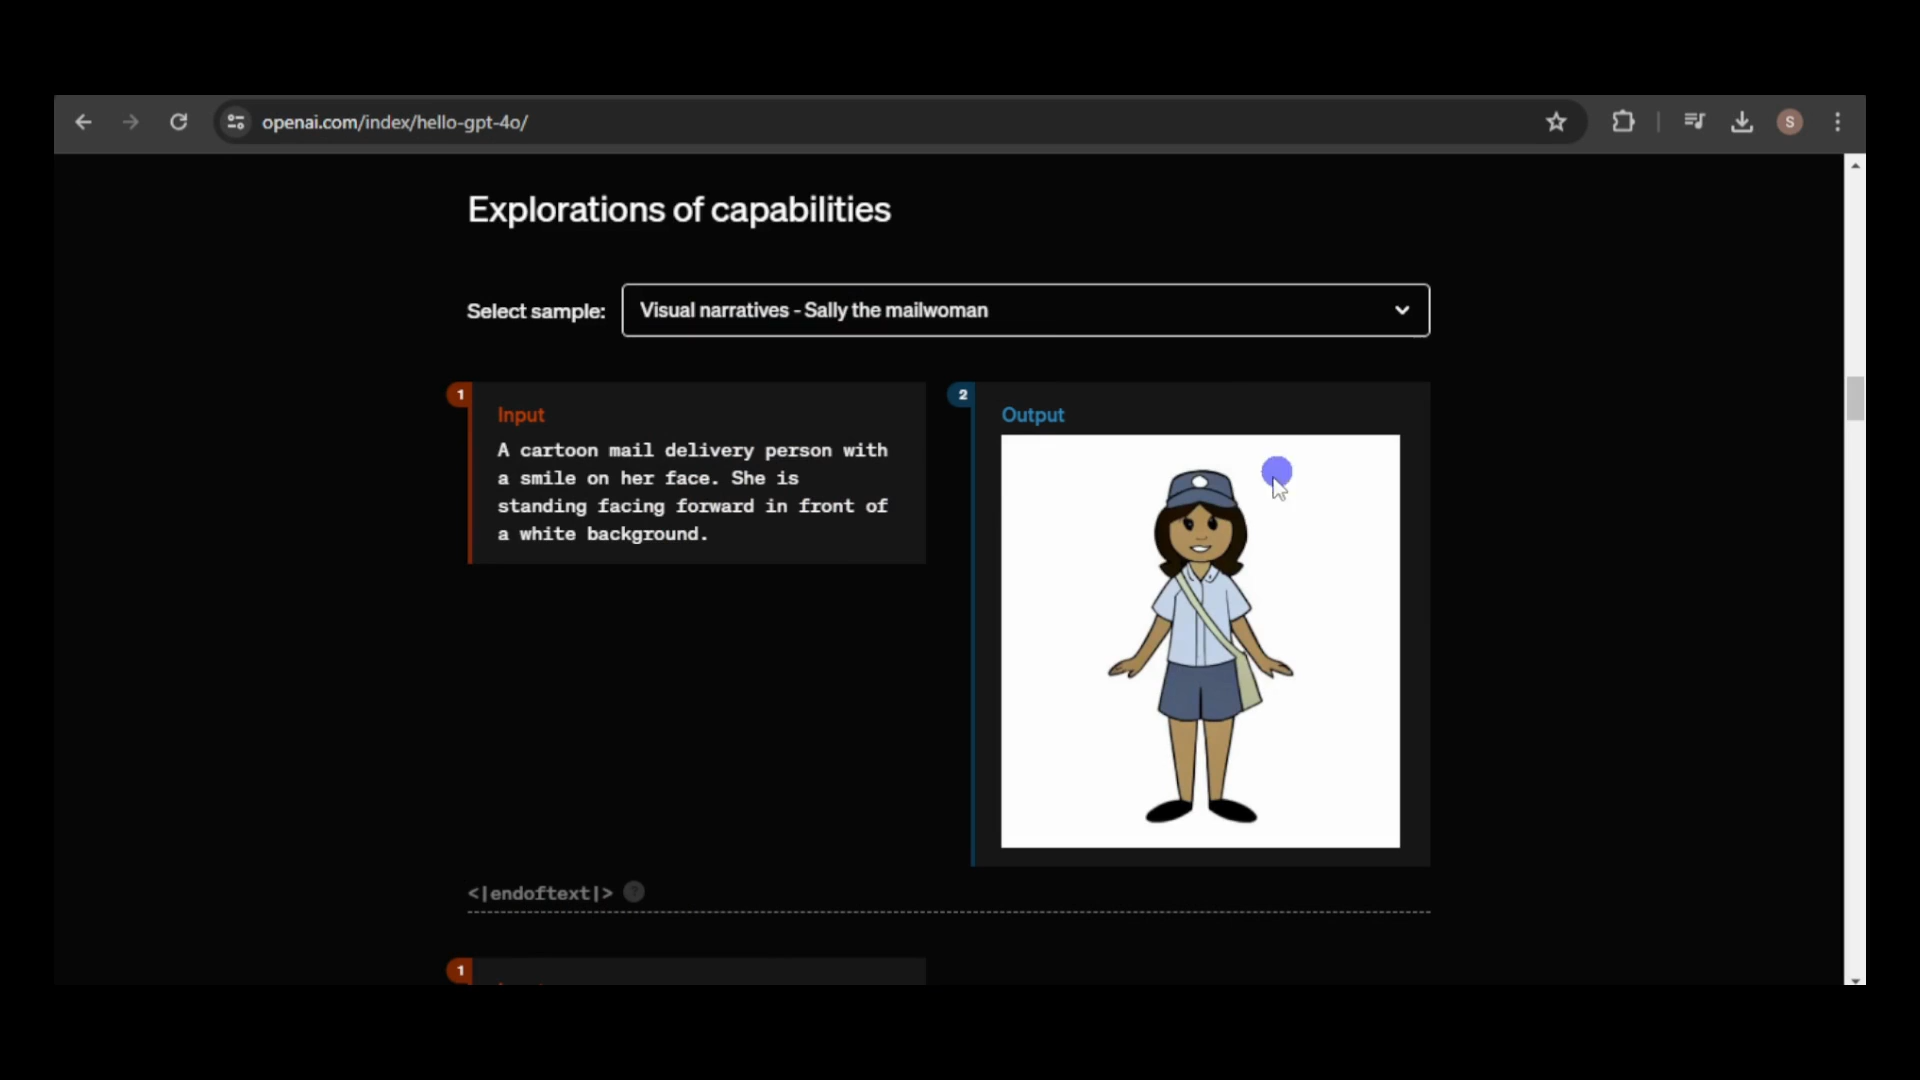 openai.com/index/hello-gpt-4o/
S
Explorations of capabilities
Select sample:
Visual narratives - Sally the mailwoman
1
Input
A cartoon mail delivery person with
a smile on her face. She is
standing facing forward in front of
a white background.
2
Output
<|endoftext|>
?
1